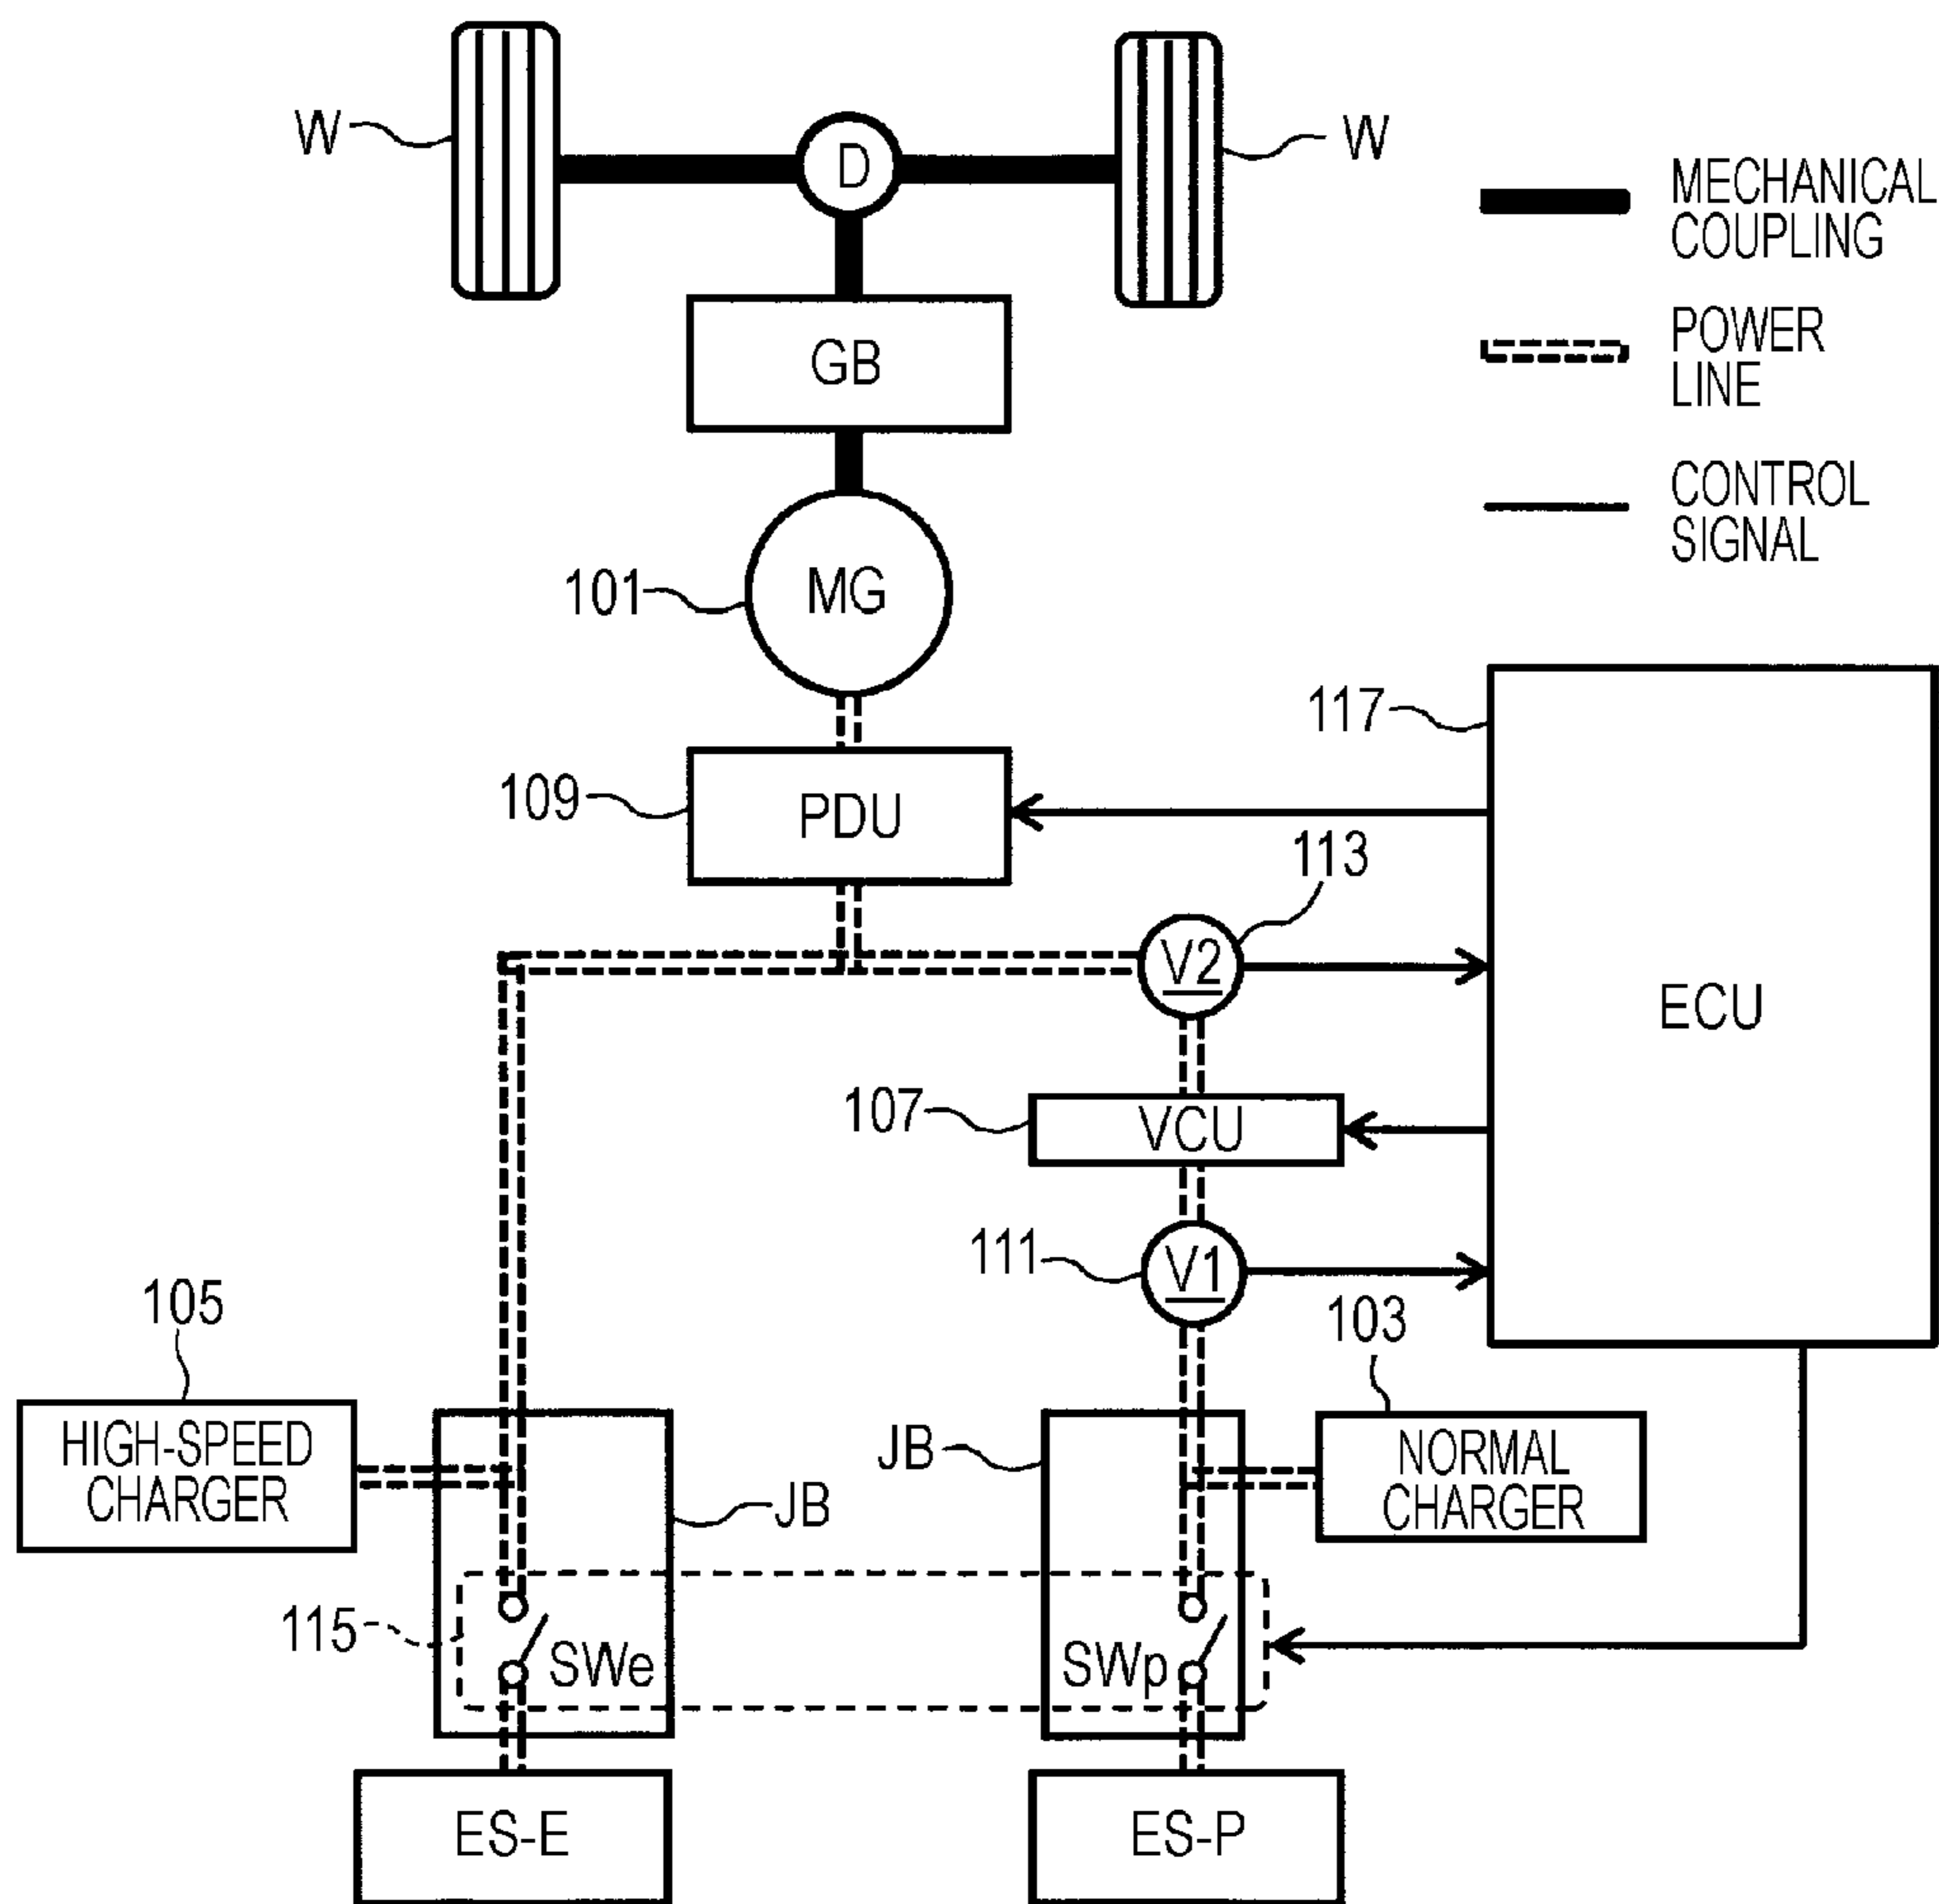 W
D
W
MECHANICAL
COUPLING
GB
POWER
LINE
CONTROL
SIGNAL
101
MG
117
109
PDU
113
V2
ECU
107
VCU
111
V1
105
103
HIGH-SPEED
CHARGER
JB
NORMAL
CHARGER
JB
115
SWe
SWp
ES-E
ES-P